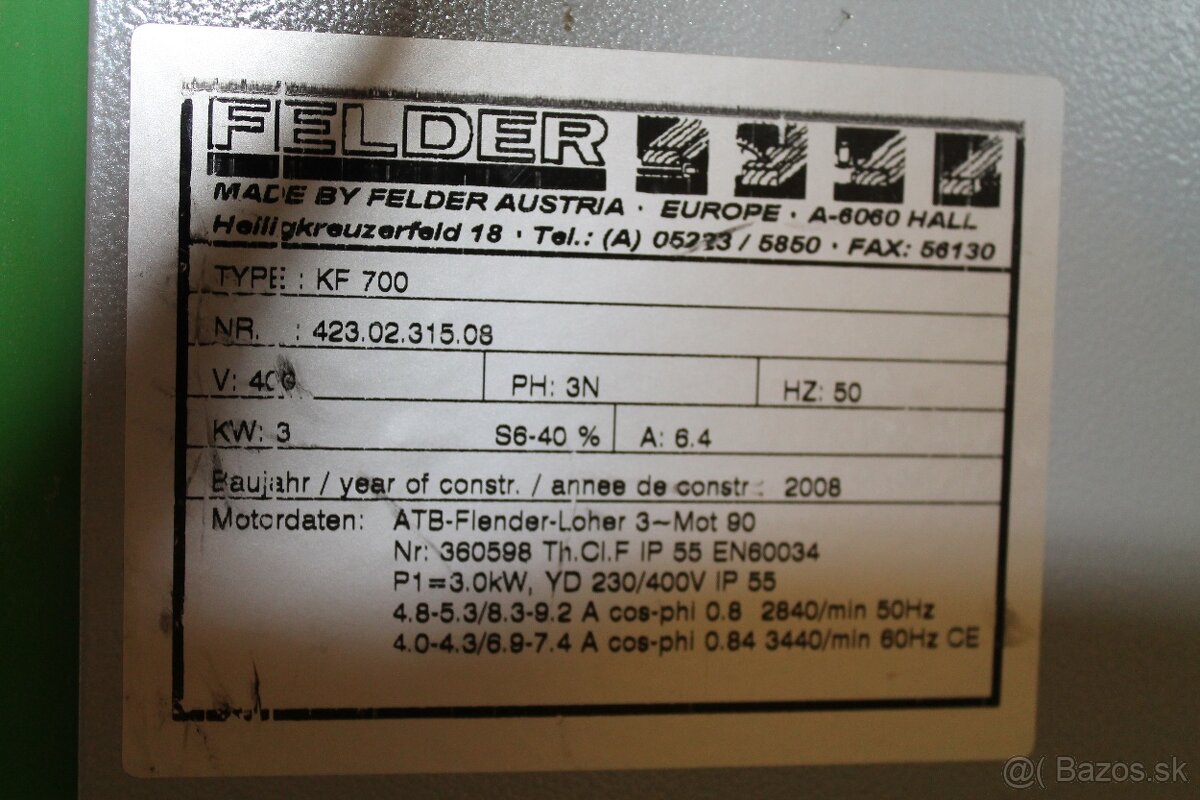 FELDER
MADE BY FELDER AUSTRIA · EUROPE · A-6060 HALL
Heiligkreuzerfeld 18 · Tel.: (A) 05223 / 5850 · FAX: 56130
TYPE : KF 700
NR. : 423.02.315.08
V: 400 PH: 3N HZ: 50
KW: 3 S6-40 % A: 6.4
Baujahr / year of constr. / annee de constr : 2008
Motordaten: ATB-Flender-Loher 3~Mot 90
Nr: 360598 Th.Cl.F IP 55 EN60034
P1=3.0kW, YD 230/400V IP 55
4.8-5.3/8.3-9.2 A cos-phi 0.8 2840/min 50Hz
4.0-4.3/6.9-7.4 A cos-phi 0.84 3440/min 60Hz CE
@( Bazos.sk